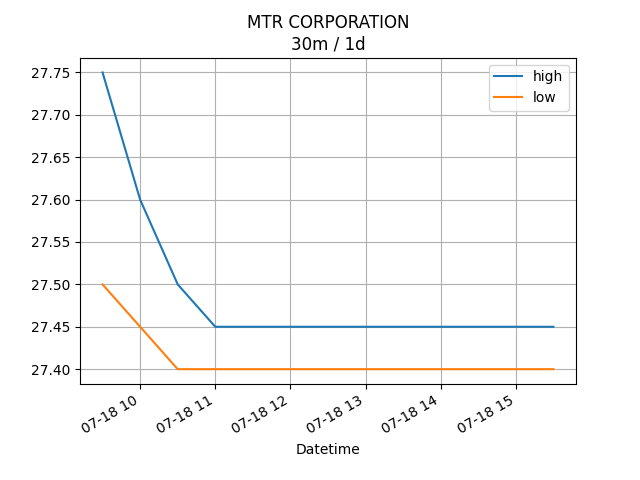 MTR CORPORATION
30m / 1d
high
low
27.75
27.70
27.65
27.60
27.55
27.50
27.45
27.40
07-18 10
07-18 11
07-18 12
07-18 13
07-18 14
07-18 15
Datetime